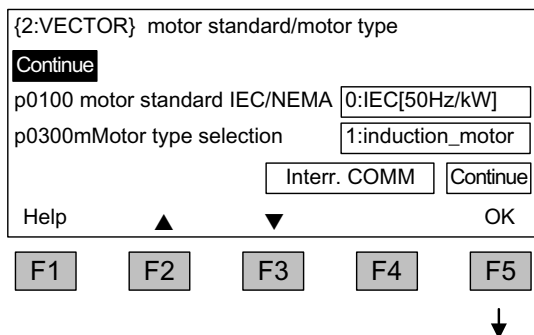 {2:VECTOR} motor standard/motor type
Continue
p0100 motor standard IEC/NEMA 0:IEC[50Hz/kW]
p0300mMotor type selection 1:induction_motor
Interr. COMM Continue
Help ▲ ▼ OK
F1 F2 F3 F4 F5